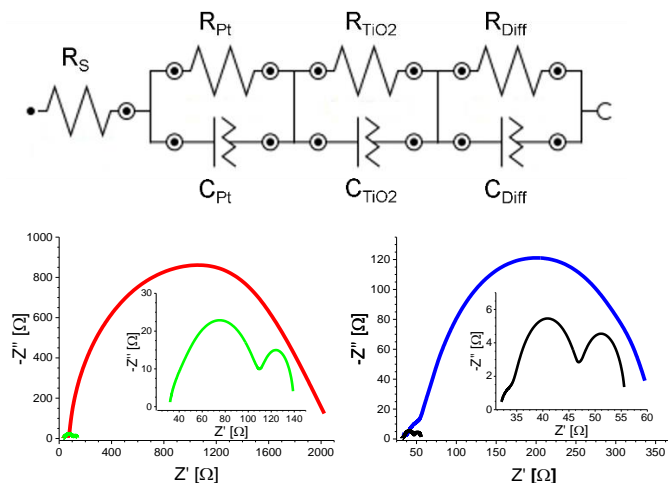 R_S R_Pt R_TiO2 R_Diff
C_Pt C_TiO2 C_Diff
-Z'' [Ω]
1000
800
600
400
200
0
0 400 800 1200 1600 2000
Z' [Ω]
-Z'' [Ω]
30
20
10
0
40 60 80 100 120 140
Z' [Ω]
-Z'' [Ω]
120
100
80
60
40
20
0
50 100 150 200 250 300 350
Z' [Ω]
-Z'' [Ω]
6
4
2
0
35 40 45 50 55 60
Z' [Ω]